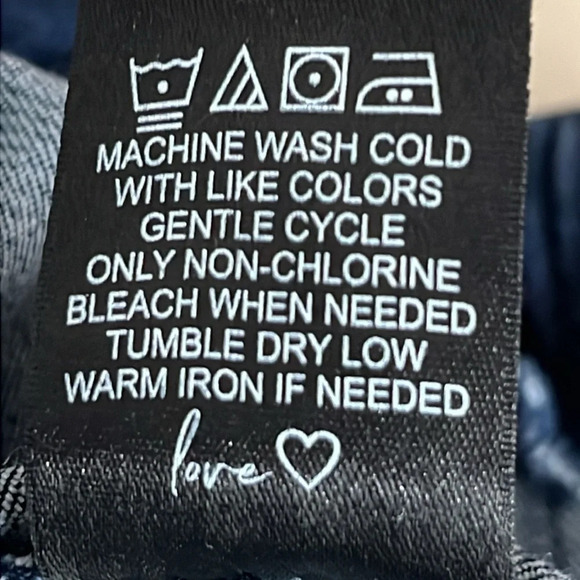 MACHINE WASH COLD
WITH LIKE COLORS
GENTLE CYCLE
ONLY NON-CHLORINE
BLEACH WHEN NEEDED
TUMBLE DRY LOW
WARM IRON IF NEEDED
love